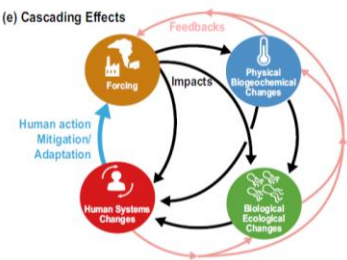 (e) Cascading Effects
Feedbacks
Forcing
Impacts
Physical
Biogeochemical
Changes
Human action
Mitigation/
Adaptation
Human Systems
Changes
Biological
Ecological
Changes